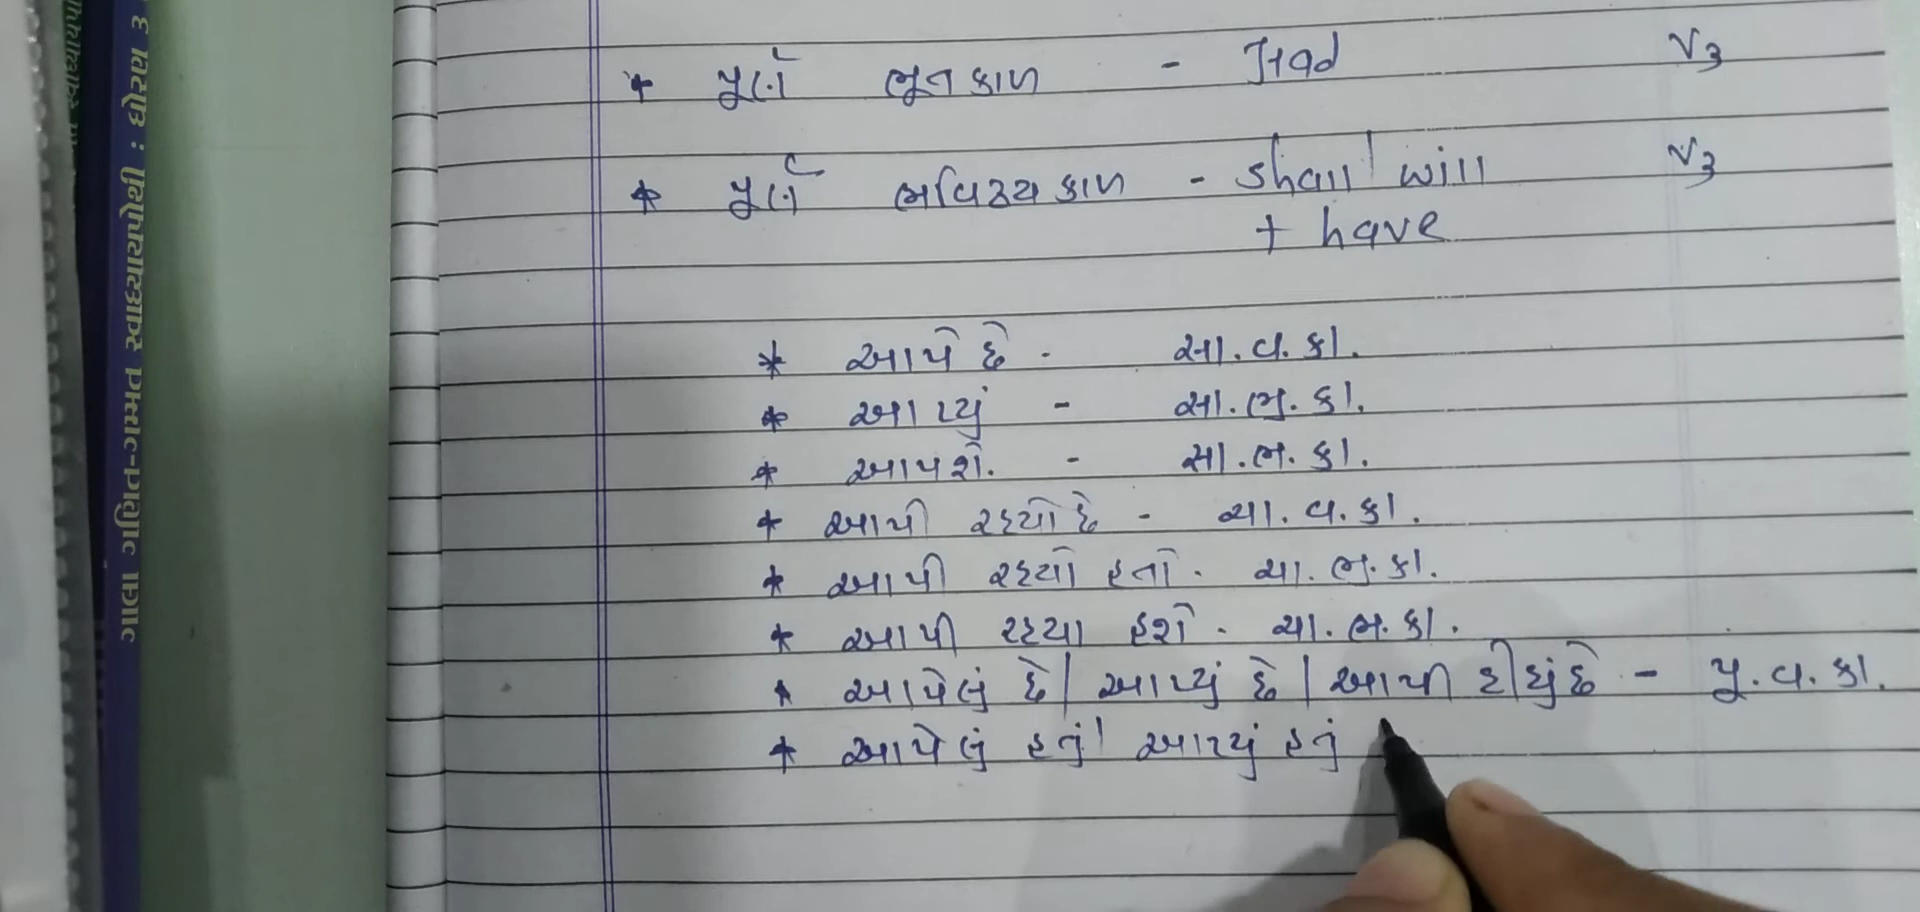 * પૂર્ણ ભૂતકાળ - Had V3
* પૂર્ણ ભવિષ્યકાળ - shall will V3
+ have
* આપે છે - સા. વ. કા.
* આપ્યું - સા. ભૂ. કા.
* આપશે. - સા. ભ. કા.
* આપી રહ્યો છે - ચા. વ. કા.
* આપી રહ્યો હતો - ચા. ભૂ. કા.
* આપી રહ્યા હશે - ચા. ભ. કા.
* આપેલું છે | આપ્યું છે | આપી દીધું છે - પૂ. વ. કા.
* આપેલું હતું | આપ્યું હતું